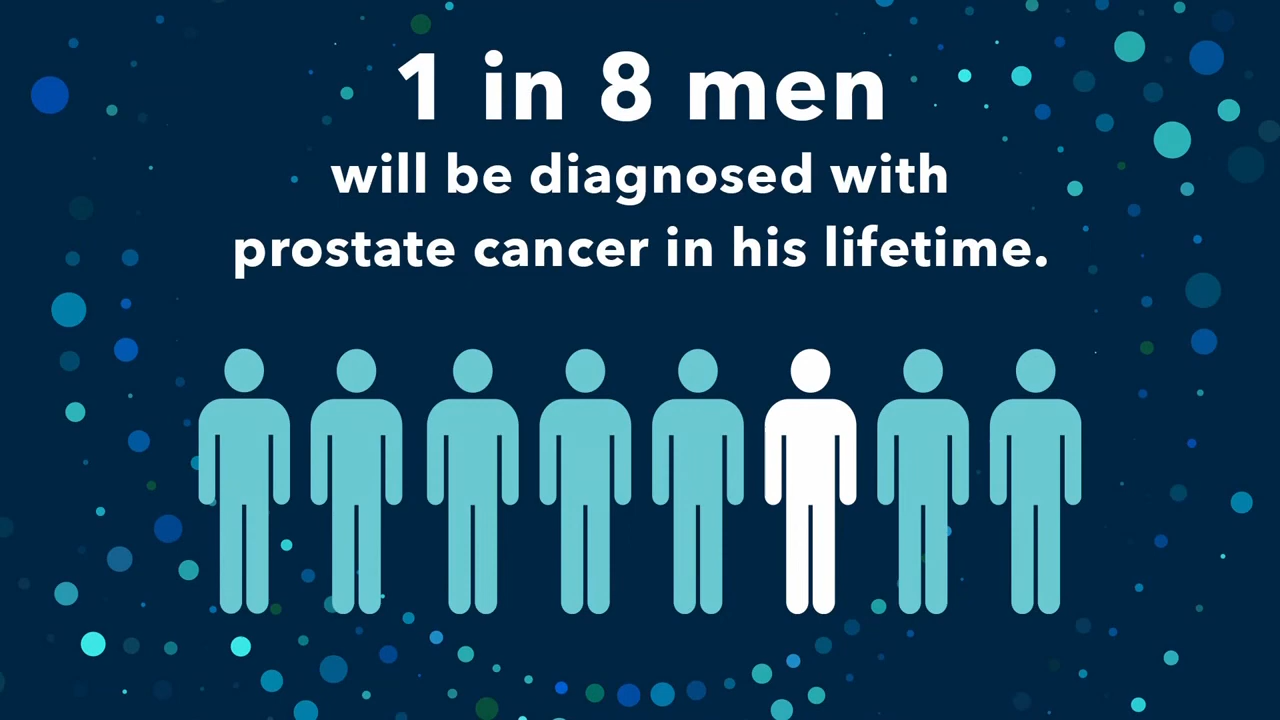 1 in 8 men
will be diagnosed with
prostate cancer in his lifetime.